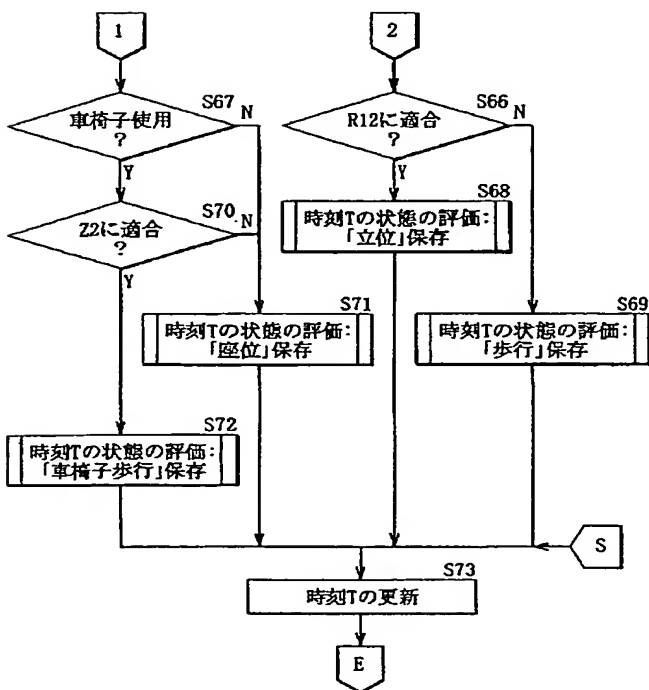 1
2
S67
車椅子使用
?
N
Y
S66
R12に適合
?
N
Y
S70
Z2に適合
?
N
Y
S68
時刻Tの状態の評価:
「立位」保存
S71
時刻Tの状態の評価:
「座位」保存
S69
時刻Tの状態の評価:
「歩行」保存
S72
時刻Tの状態の評価:
「車椅子歩行」保存
S
S73
時刻Tの更新
E